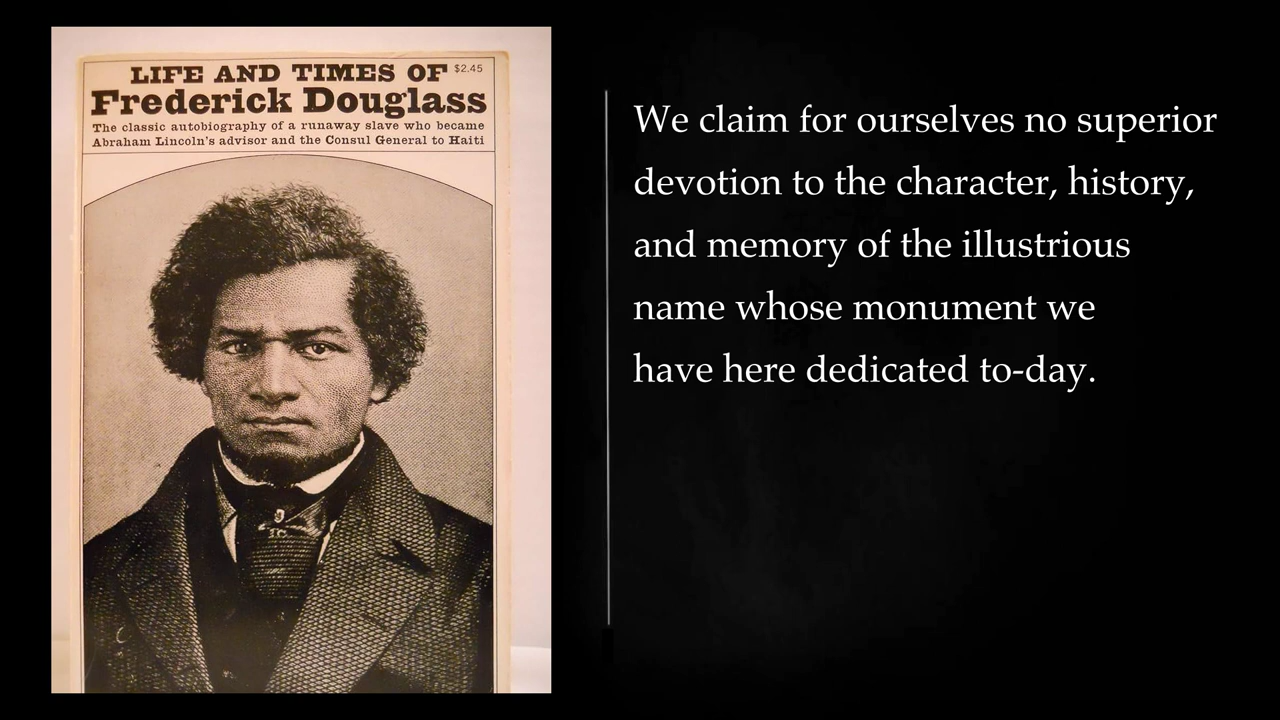 LIFE AND TIMES OF $2.45
Frederick Douglass
The classic autobiography of a runaway slave who became
Abraham Lincoln's advisor and the Consul General to Haiti
We claim for ourselves no superior
devotion to the character, history,
and memory of the illustrious
name whose monument we
have here dedicated to-day.